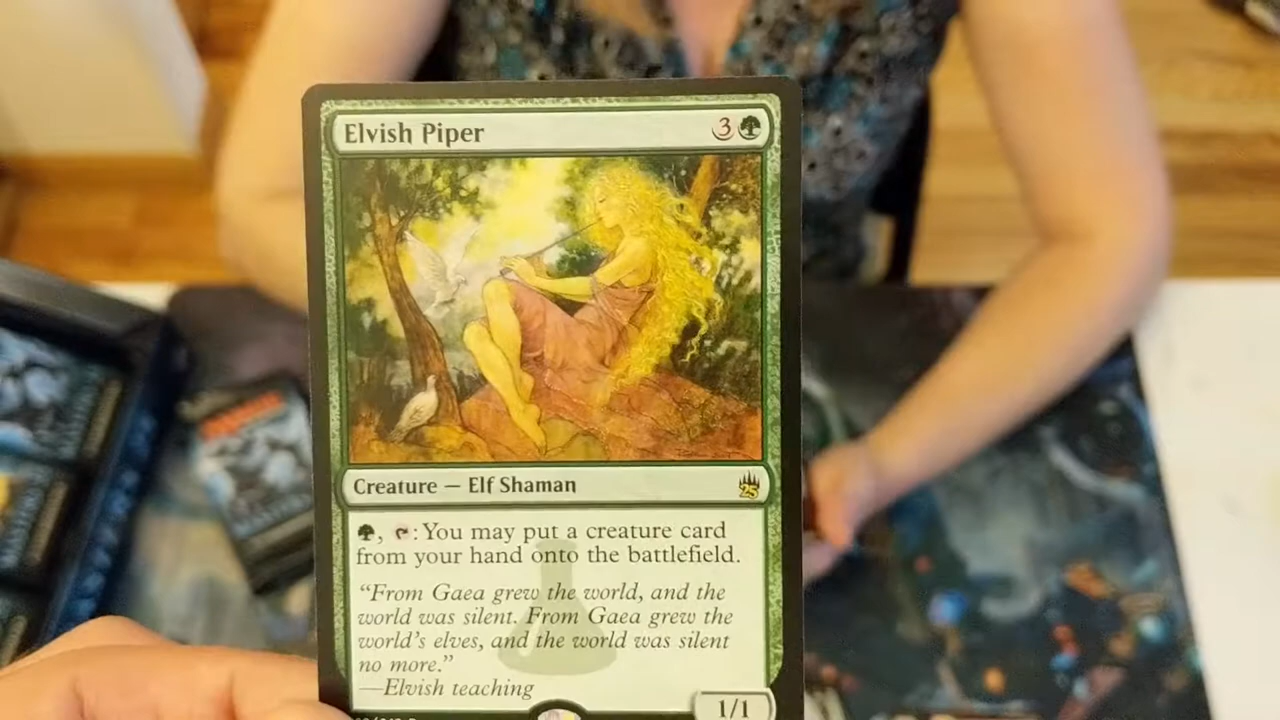 Elvish Piper 3
Creature — Elf Shaman
25
, : You may put a creature card
from your hand onto the battlefield.
“From Gaea grew the world, and the
world was silent. From Gaea grew the
world’s elves, and the world was silent
no more.”
—Elvish teaching
1/1